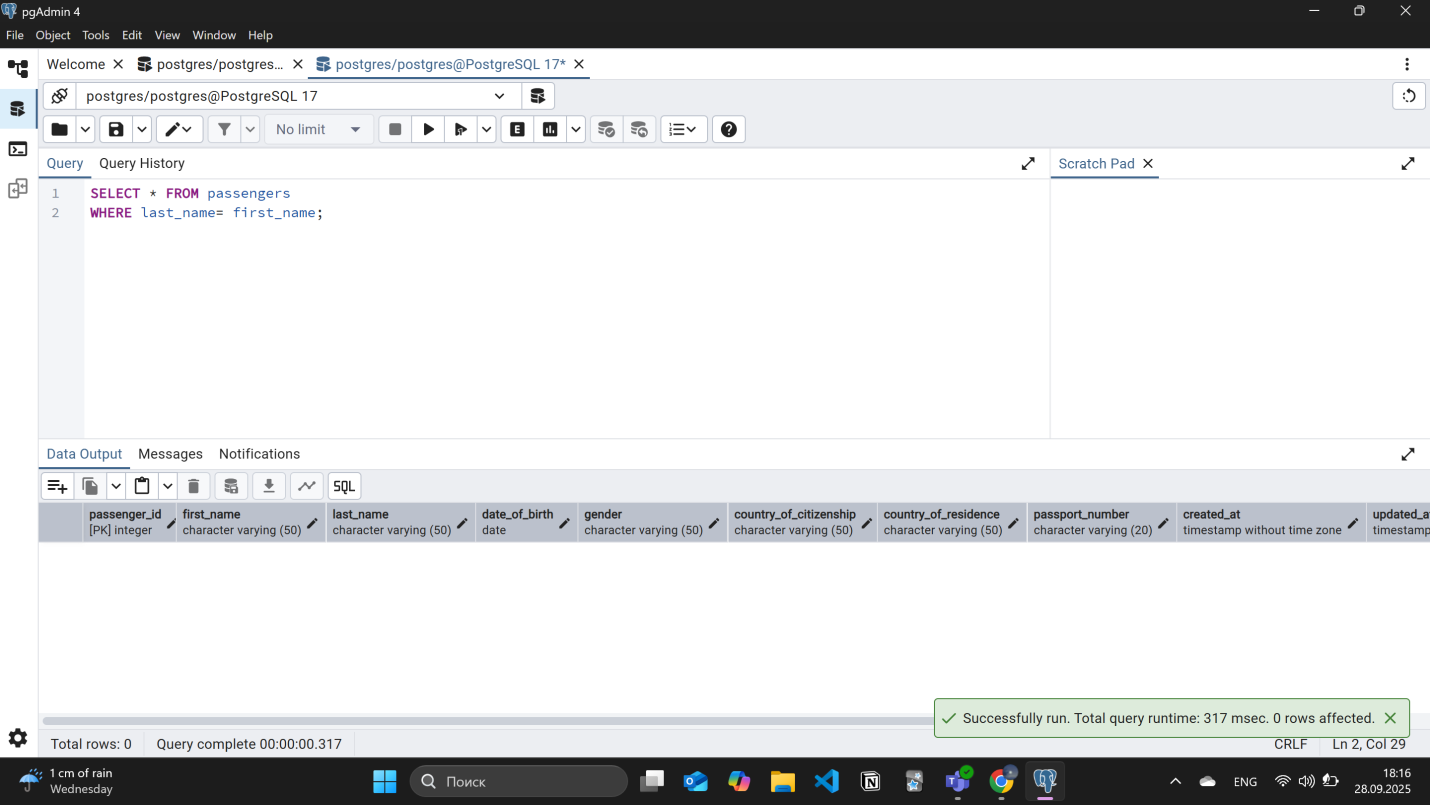 pgAdmin 4
File Object Tools Edit View Window Help
Welcome postgres/postgres... postgres/postgres@PostgreSQL 17*
postgres/postgres@PostgreSQL 17
No limit
E
Query Query History
Scratch Pad
1 SELECT * FROM passengers
2 WHERE last_name= first_name;
Data Output Messages Notifications
SQL
passenger_id first_name last_name date_of_birth gender country_of_citizenship country_of_residence passport_number created_at
[PK] integer character varying (50) character varying (50) date character varying (50) character varying (50) character varying (50) character varying (20) timestamp without time zone timestamp
Successfully run. Total query runtime: 317 msec. 0 rows affected.
Total rows: 0 Query complete 00:00:00.317 CRLF Ln 2, Col 29
1 cm of rain
Wednesday
Поиск
ENG
18:16
28.09.2025